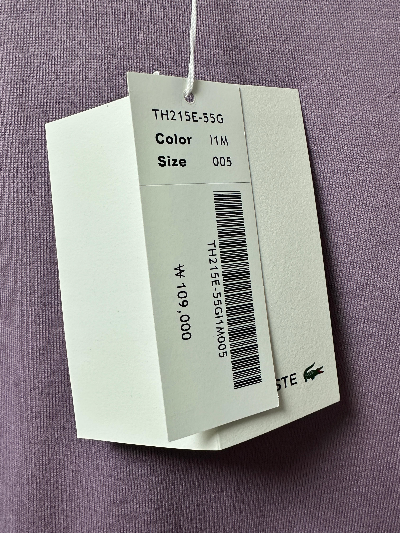 TH215E-55G
Color I1M
Size 005
TH215E-55GI1M005
₩ 109,000
STE